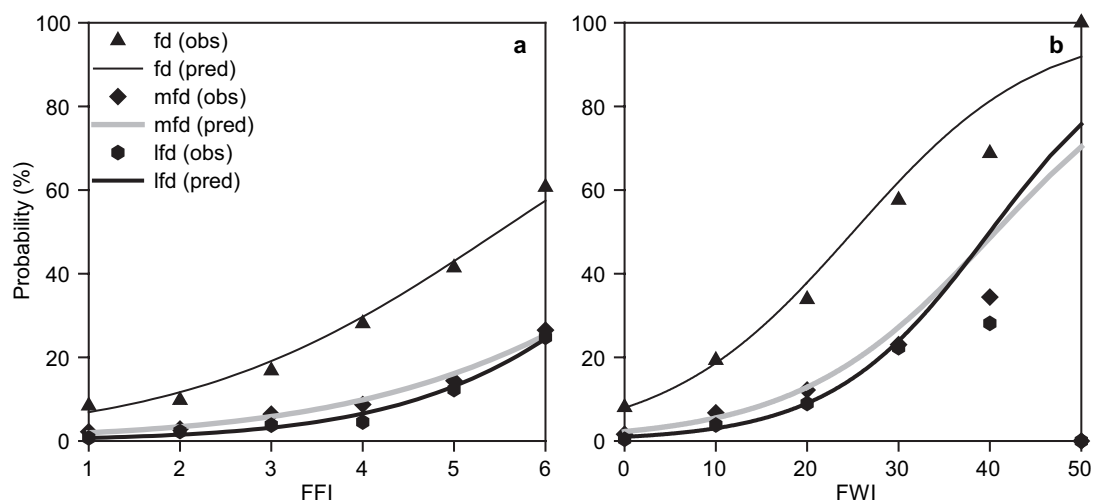 100
80
60
40
20
0
Probability (%)
fd (obs)
fd (pred)
mfd (obs)
mfd (pred)
lfd (obs)
lfd (pred)
a
1 2 3 4 5 6
FFI
100
80
60
40
20
0
b
0 10 20 30 40 50
FWI